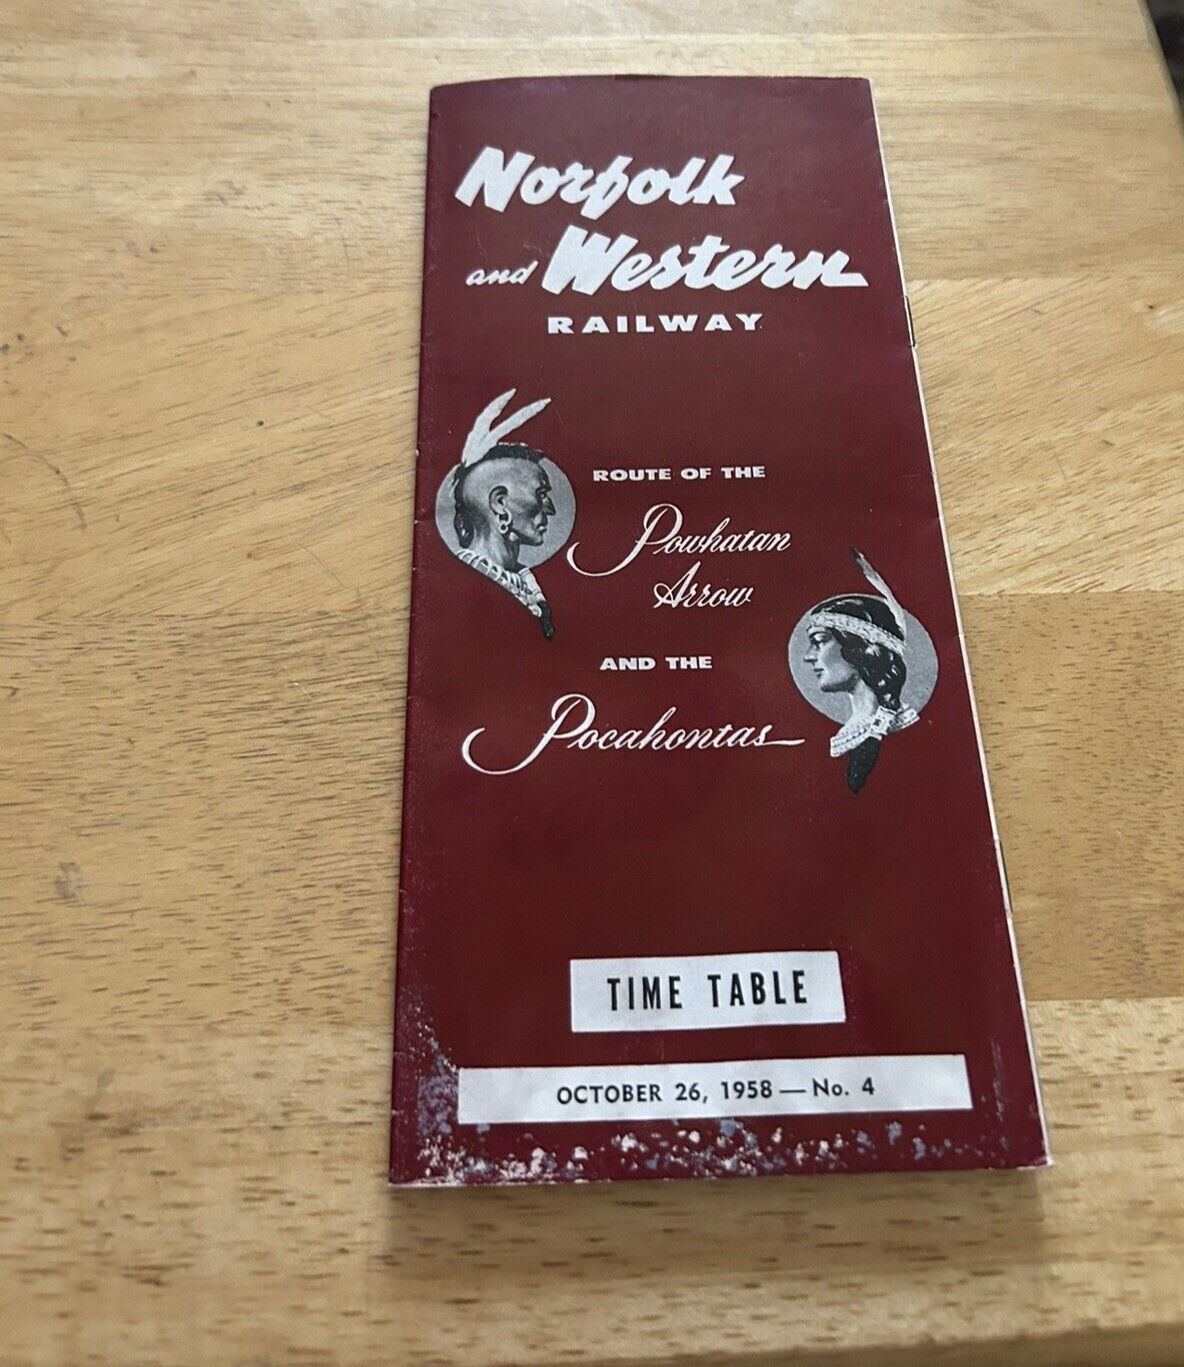 Norfolk
and Western
RAILWAY
ROUTE OF THE
Powhatan
Arrow
AND THE
Pocahontas
TIME TABLE
OCTOBER 26, 1958 — No. 4